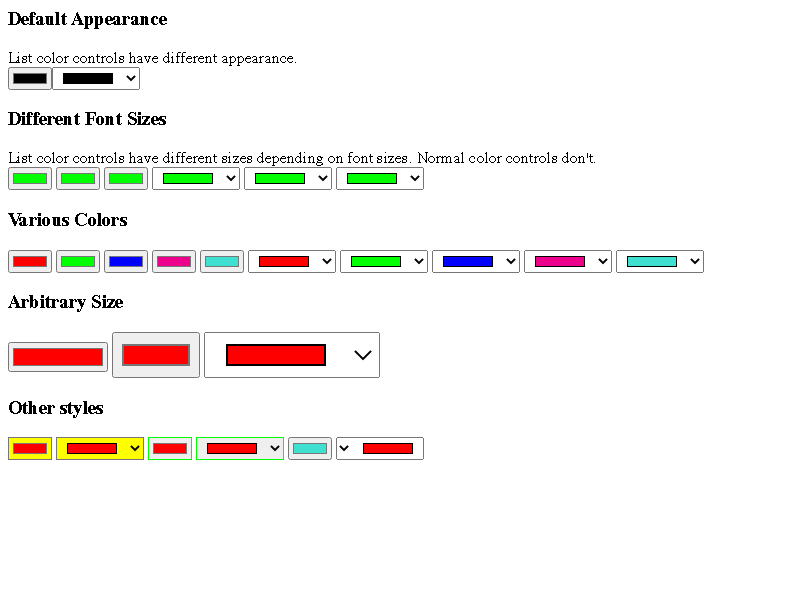 Default Appearance
List color controls have different appearance.
Different Font Sizes
List color controls have different sizes depending on font sizes. Normal color controls don't.
Various Colors
Arbitrary Size
Other styles